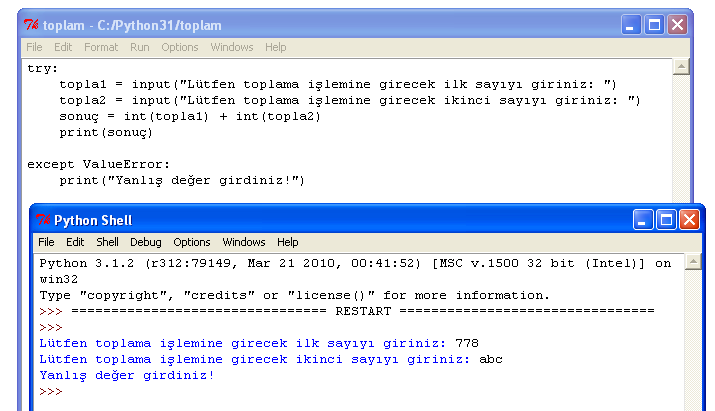 toplam - C:/Python31/toplam
File Edit Format Run Options Windows Help
try:
    topla1 = input("Lütfen toplama işlemine girecek ilk sayıyı giriniz: ")
    topla2 = input("Lütfen toplama işlemine girecek ikinci sayıyı giriniz: ")
    sonuç = int(topla1) + int(topla2)
    print(sonuç)
except ValueError:
    print("Yanlış değer girdiniz!")
Python Shell
File Edit Shell Debug Options Windows Help
Python 3.1.2 (r312:79149, Mar 21 2010, 00:41:52) [MSC v.1500 32 bit (Intel)] on
win32
Type "copyright", "credits" or "license()" for more information.
>>> ================================ RESTART ================================
>>>
Lütfen toplama işlemine girecek ilk sayıyı giriniz: 778
Lütfen toplama işlemine girecek ikinci sayıyı giriniz: abc
Yanlış değer girdiniz!
>>>